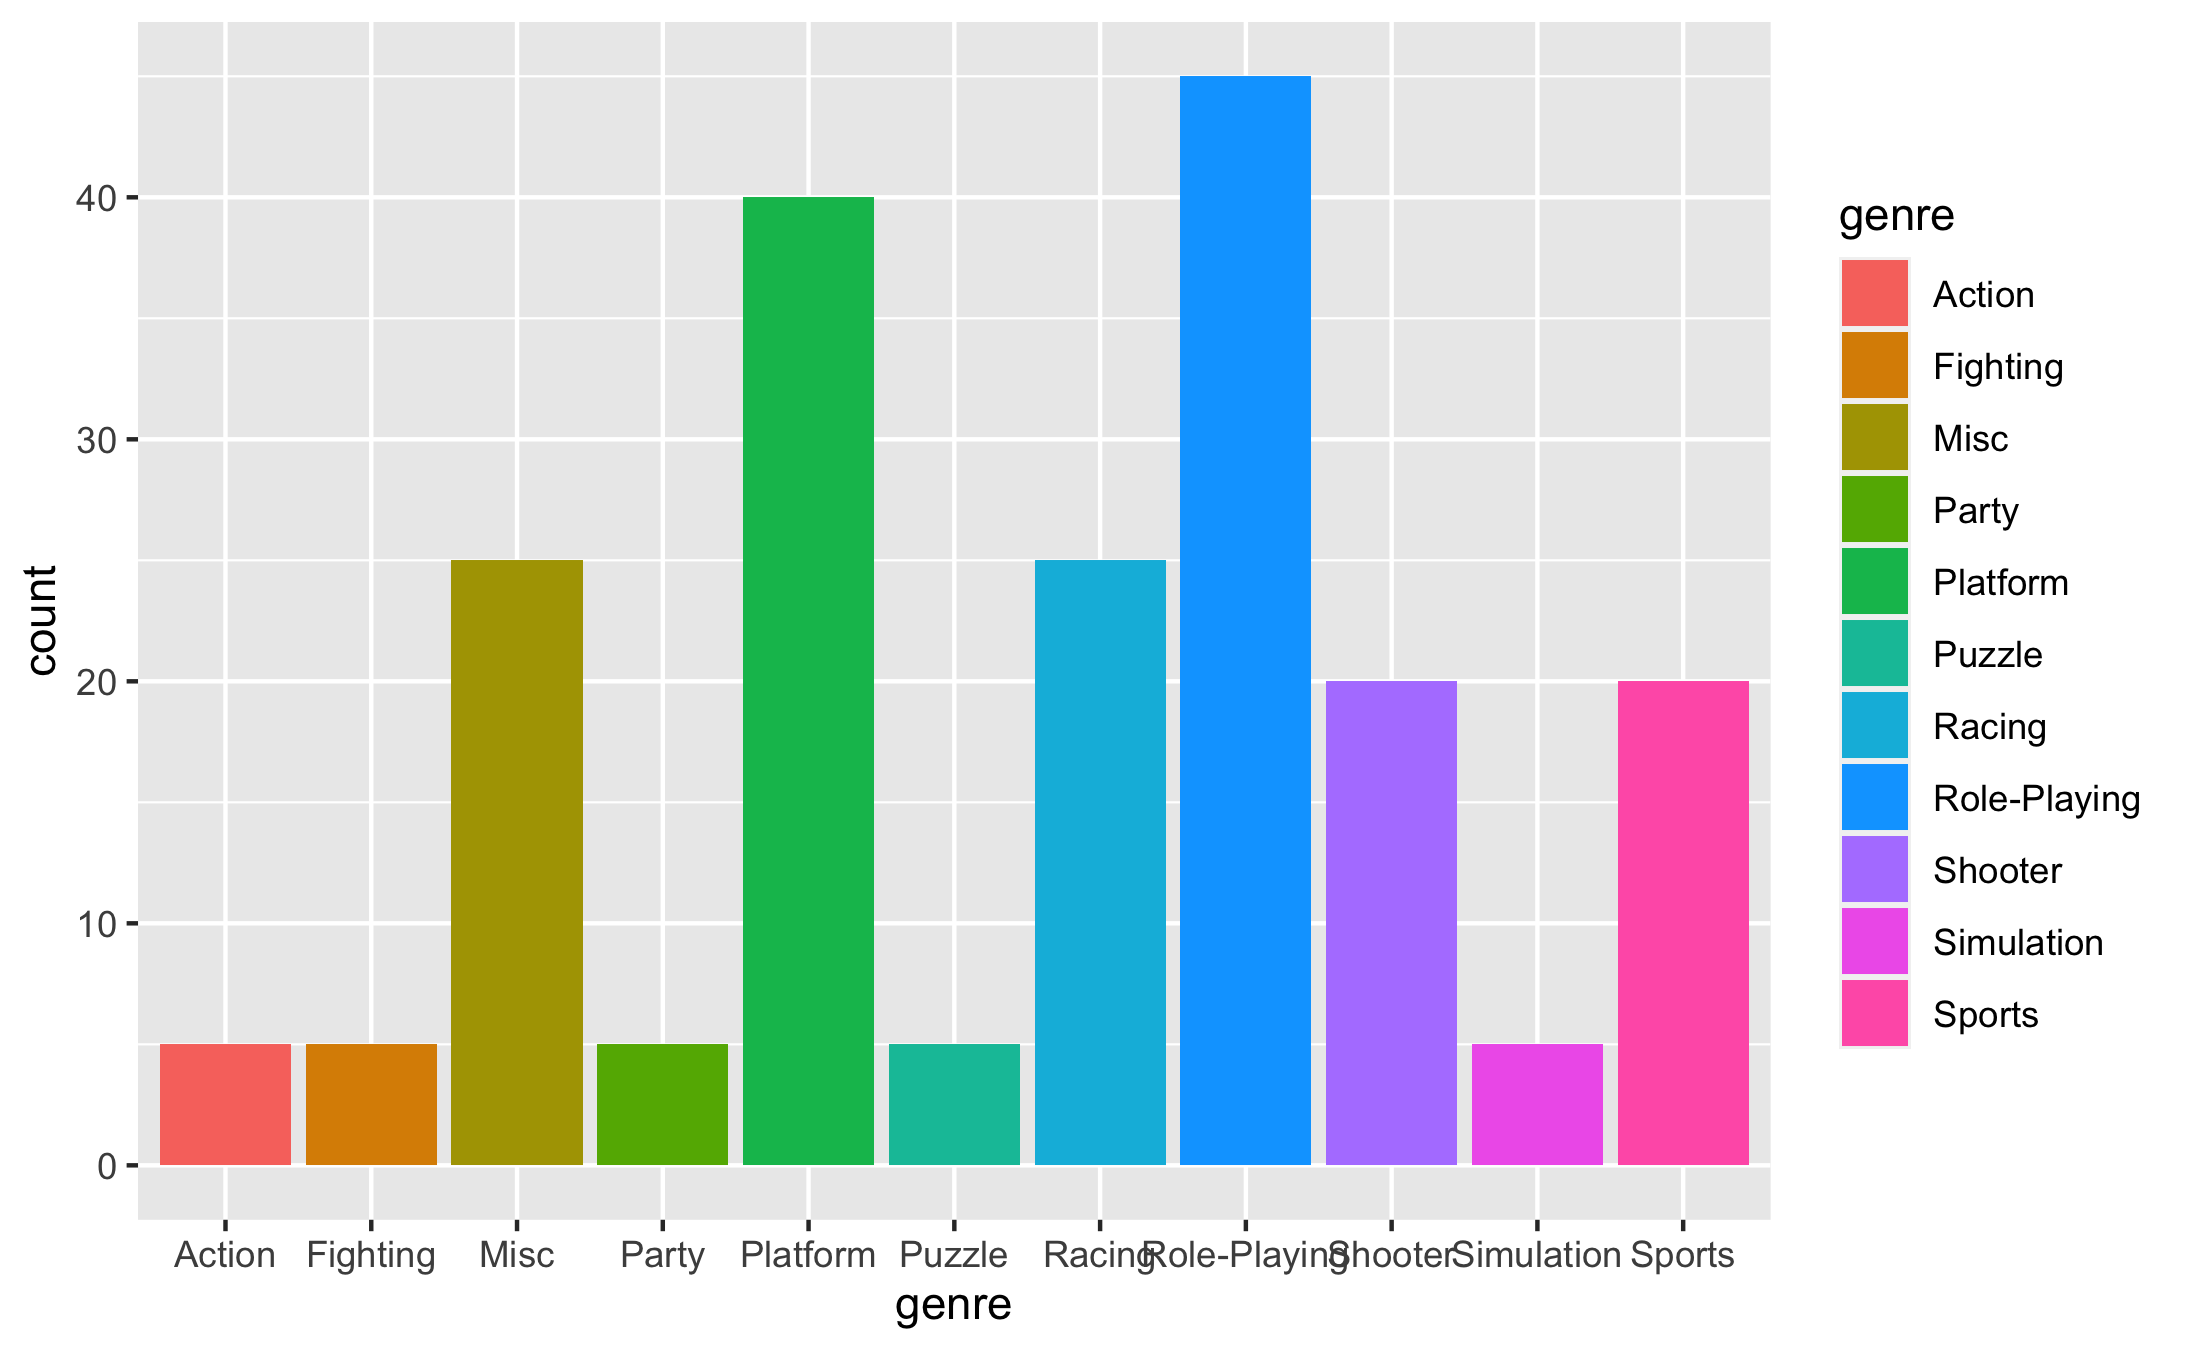 count
40
30
20
10
0
Action Fighting Misc Party Platform Puzzle Racing Role-Playing Shooter Simulation Sports
genre
genre
Action
Fighting
Misc
Party
Platform
Puzzle
Racing
Role-Playing
Shooter
Simulation
Sports